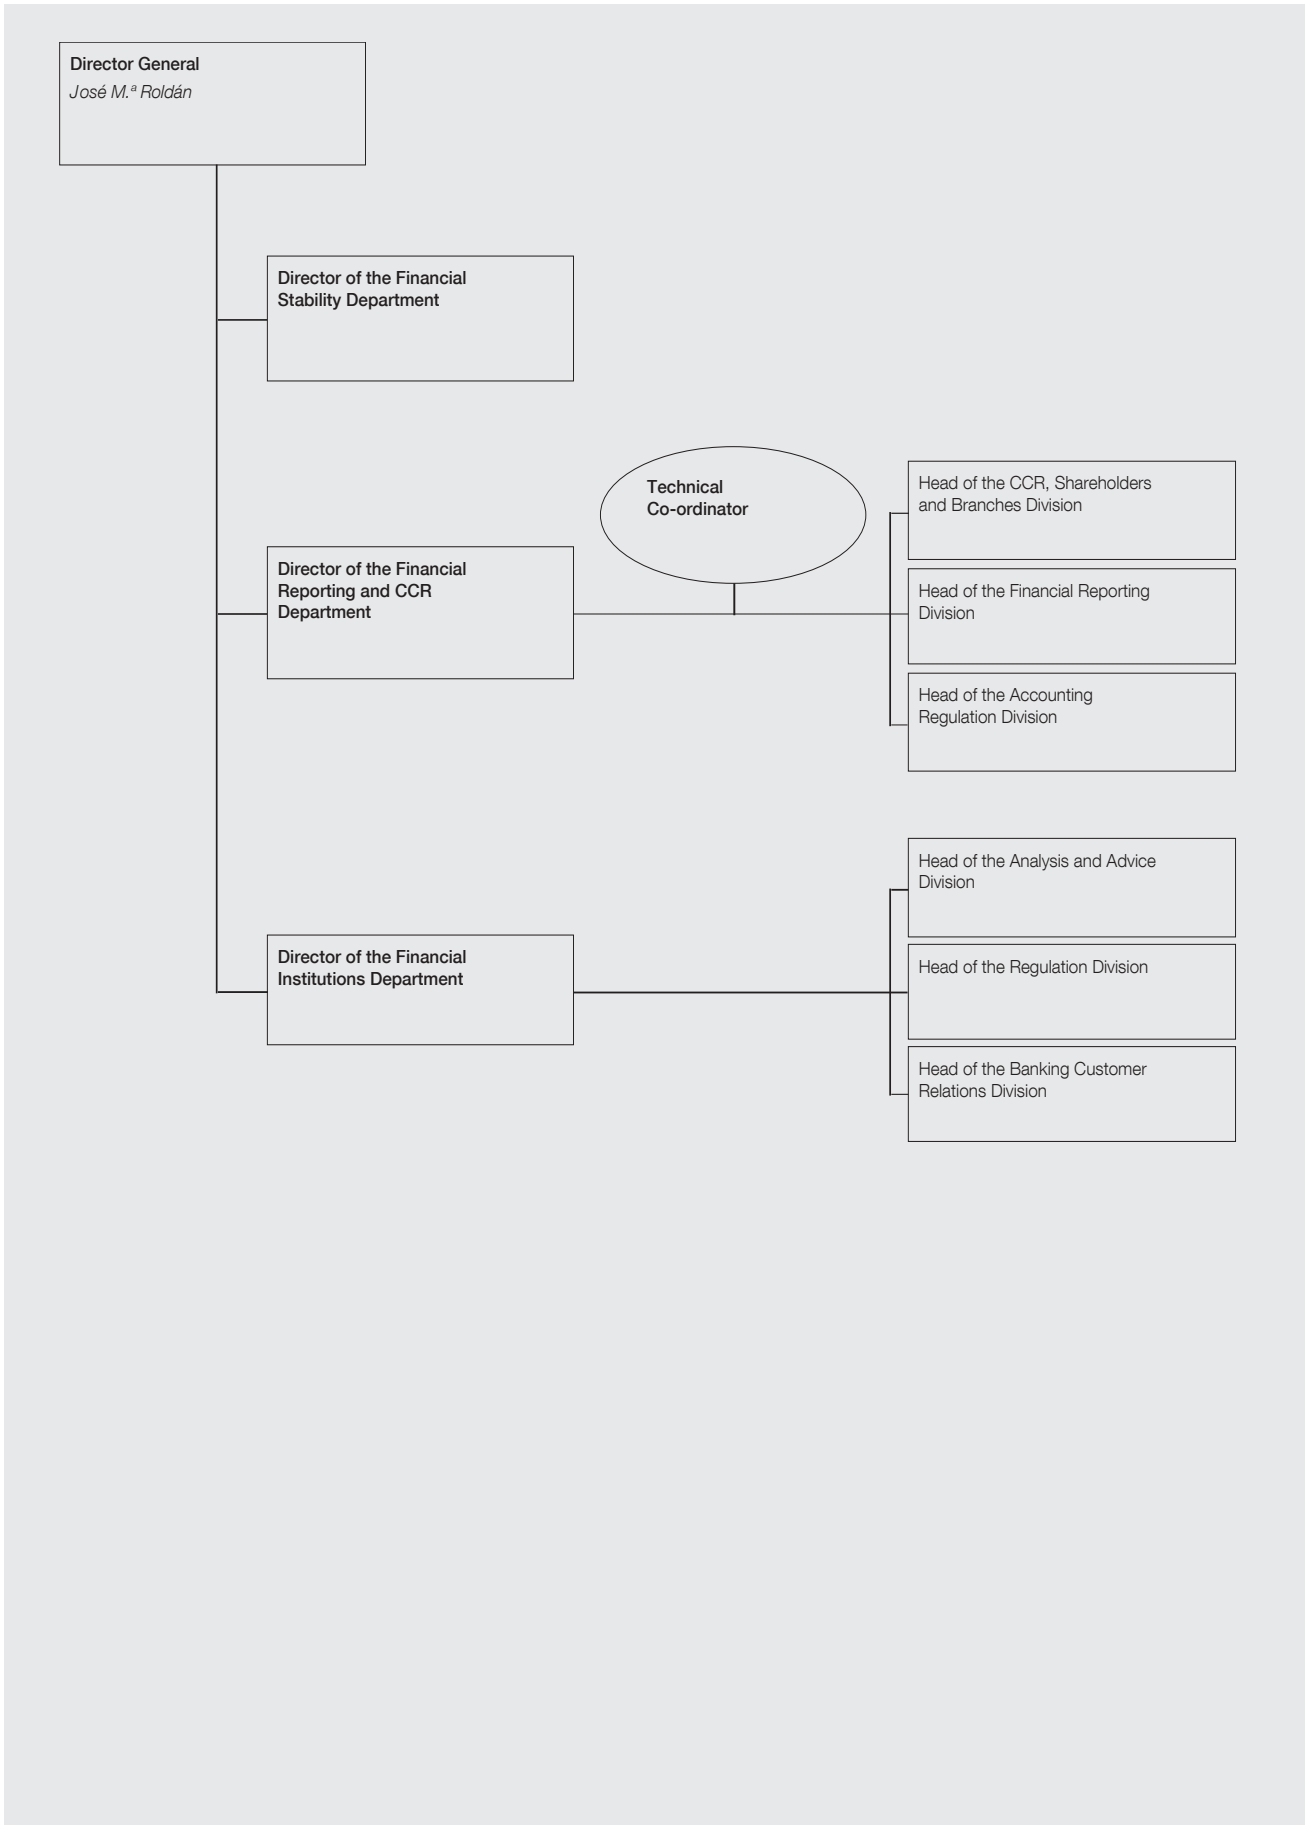 Director General
José M.ª Roldán
Director of the Financial
Stability Department
Technical
Co-ordinator
Head of the CCR, Shareholders
and Branches Division
Director of the Financial
Reporting and CCR
Department
Head of the Financial Reporting
Division
Head of the Accounting
Regulation Division
Head of the Analysis and Advice
Division
Director of the Financial
Institutions Department
Head of the Regulation Division
Head of the Banking Customer
Relations Division